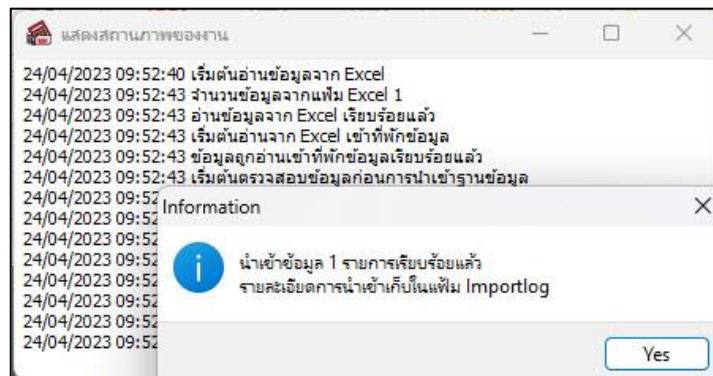 แสดงสถานภาพของงาน
24/04/2023 09:52:40 เริ่มต้นอ่านข้อมูลจาก Excel
24/04/2023 09:52:43 จำนวนข้อมูลจากแฟ้ม Excel 1
24/04/2023 09:52:43 อ่านข้อมูลจาก Excel เรียบร้อยแล้ว
24/04/2023 09:52:43 เริ่มต้นอ่านจาก Excel เข้าที่พักข้อมูล
24/04/2023 09:52:43 ข้อมูลถูกอ่านเข้าที่พักข้อมูลเรียบร้อยแล้ว
24/04/2023 09:52:43 เริ่มต้นตรวจสอบข้อมูลก่อนการนำเข้าฐานข้อมูล
24/04/2023 09:52
24/04/2023 09:52
24/04/2023 09:52
24/04/2023 09:52
24/04/2023 09:52
24/04/2023 09:52
24/04/2023 09:52
24/04/2023 09:52
Information
นำเข้าข้อมูล 1 รายการเรียบร้อยแล้ว
รายละเอียดการนำเข้าเก็บในแฟ้ม Importlog
Yes